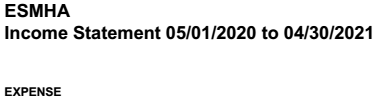 ESMHA
Income Statement 05/01/2020 to 04/30/2021
EXPENSE